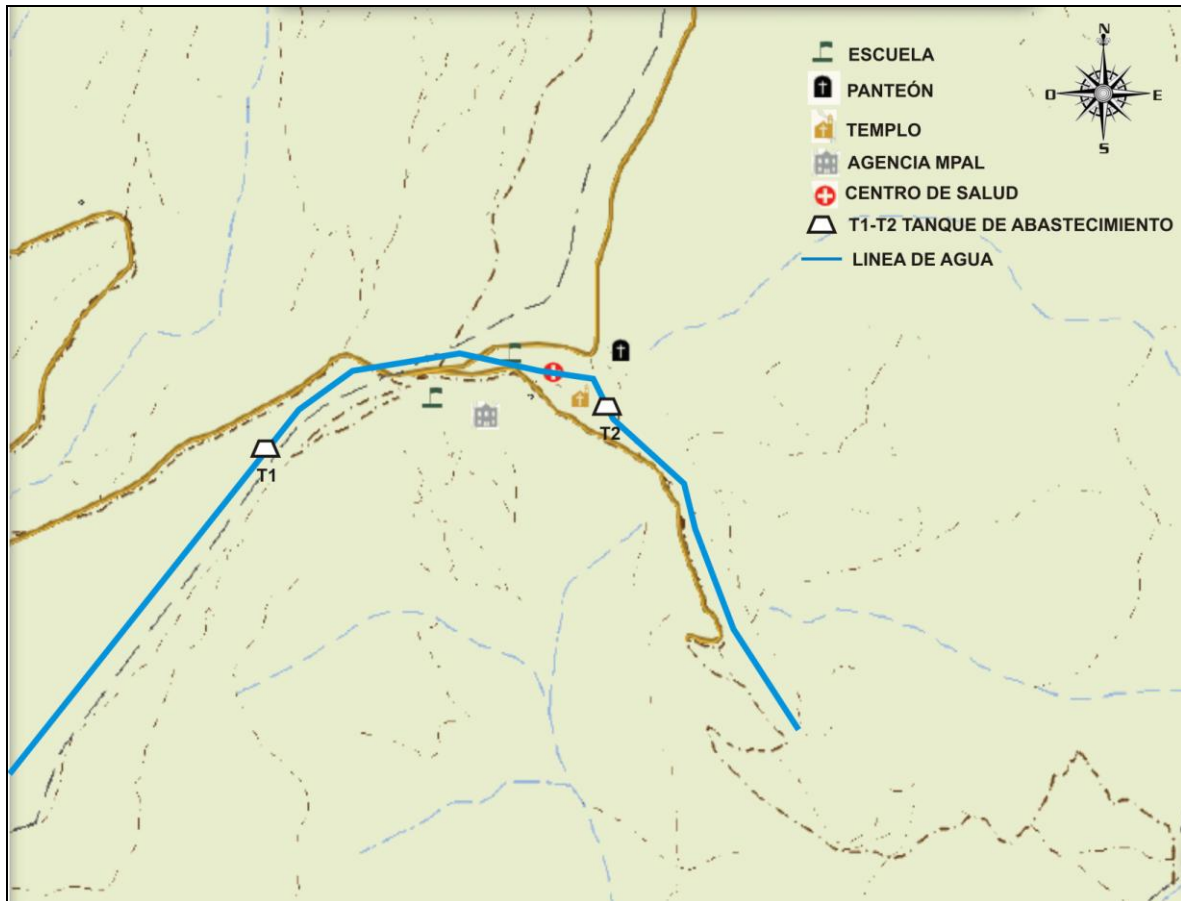 N
O
E
S
ESCUELA
PANTEÓN
TEMPLO
AGENCIA MPAL
CENTRO DE SALUD
T1-T2 TANQUE DE ABASTECIMIENTO
LINEA DE AGUA
T1
T2